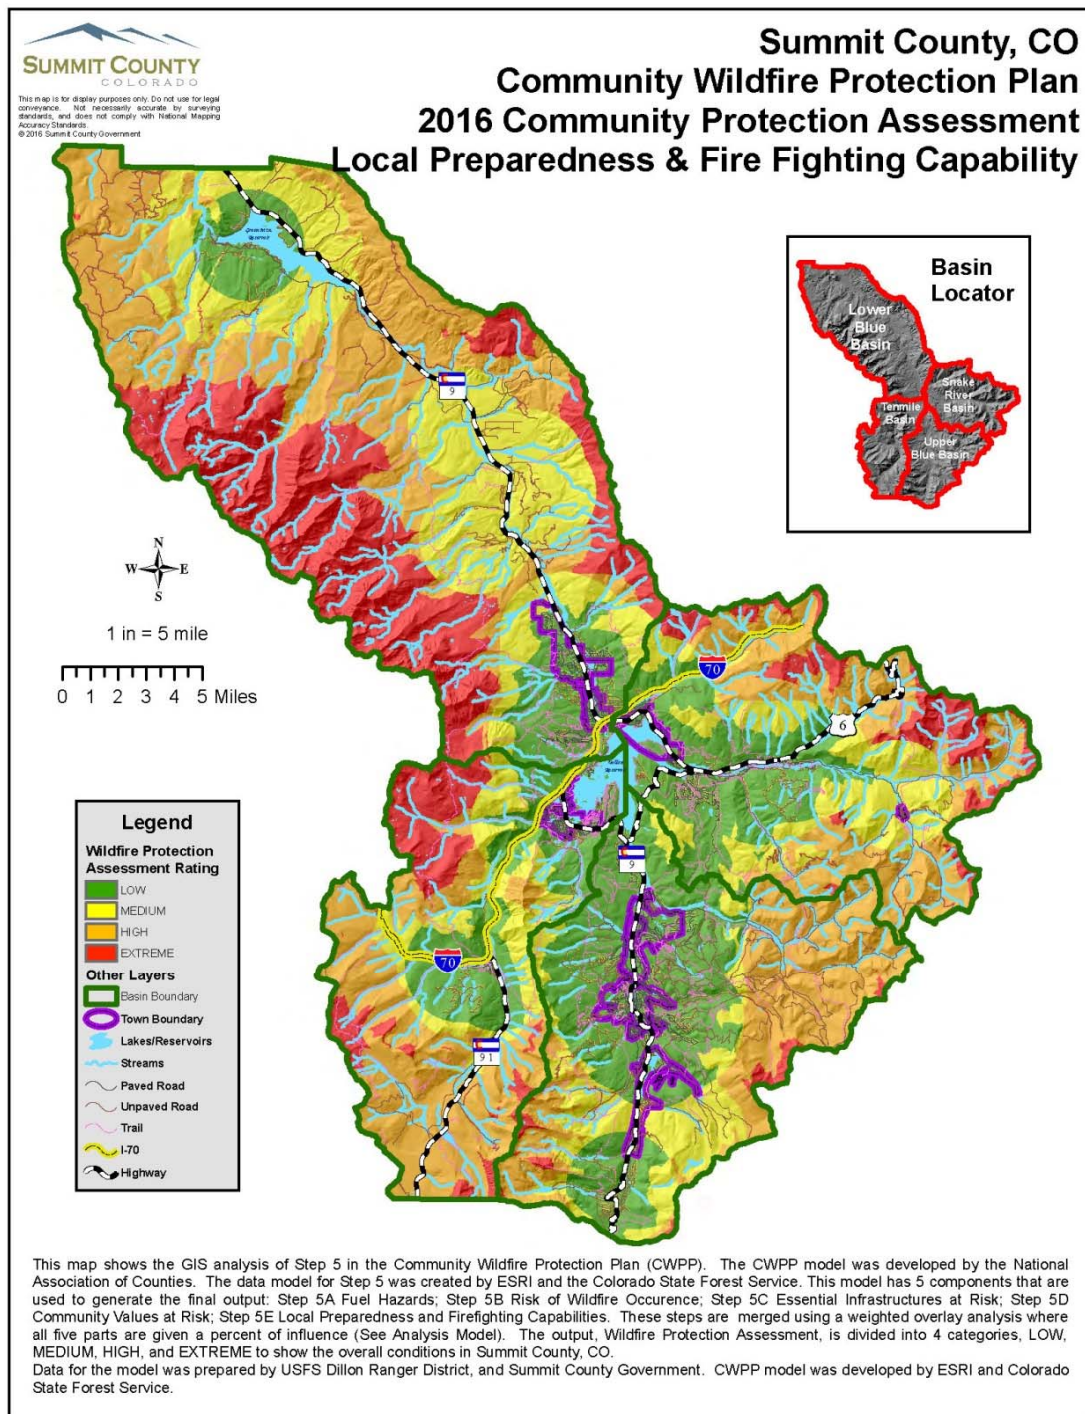 SUMMIT COUNTY
COLORADO
This map is for display purposes only. Do not use for legal
conveyance. Not necessarily accurate by surveying
standards, and does not comply with National Mapping
Accuracy Standards.
© 2016 Summit County Government
Summit County, CO
Community Wildfire Protection Plan
2016 Community Protection Assessment
Local Preparedness & Fire Fighting Capability
Basin
Locator
Lower
Blue
Basin
Snake
River
Basin
Tenmile
Basin
Upper
Blue Basin
9
N
W E
S
1 in = 5 mile
0 1 2 3 4 5 Miles
70
6
9
70
91
Legend
Wildfire Protection
Assessment Rating
LOW
MEDIUM
HIGH
EXTREME
Other Layers
Basin Boundary
Town Boundary
Lakes/Reservoirs
Streams
Paved Road
Unpaved Road
Trail
I-70
Highway
This map shows the GIS analysis of Step 5 in the Community Wildfire Protection Plan (CWPP). The CWPP model was developed by the National
Association of Counties. The data model for Step 5 was created by ESRI and the Colorado State Forest Service. This model has 5 components that are
used to generate the final output: Step 5A Fuel Hazards; Step 5B Risk of Wildfire Occurence; Step 5C Essential Infrastructures at Risk; Step 5D
Community Values at Risk; Step 5E Local Preparedness and Firefighting Capabilities. These steps are merged using a weighted overlay analysis where
all five parts are given a percent of influence (See Analysis Model). The output, Wildfire Protection Assessment, is divided into 4 categories, LOW,
MEDIUM, HIGH, and EXTREME to show the overall conditions in Summit County, CO.
Data for the model was prepared by USFS Dillon Ranger District, and Summit County Government. CWPP model was developed by ESRI and Colorado
State Forest Service.